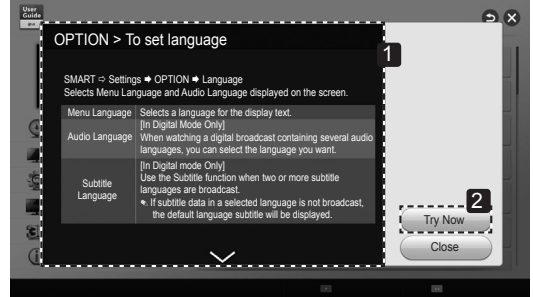 User
Guide
OPTION > To set language
1
SMART ⇨ Settings ➡ OPTION ➡ Language
Selects Menu Language and Audio Language displayed on the screen.
Menu Language Selects a language for the display text.
Audio Language [In Digital Mode Only]
When watching a digital broadcast containing several audio
languages, you can select the language you want.
Subtitle
Language
[In Digital mode Only]
Use the Subtitle function when two or more subtitle
languages are broadcast.
If subtitle data in a selected language is not broadcast,
the default language subtitle will be displayed.
2
Try Now
Close